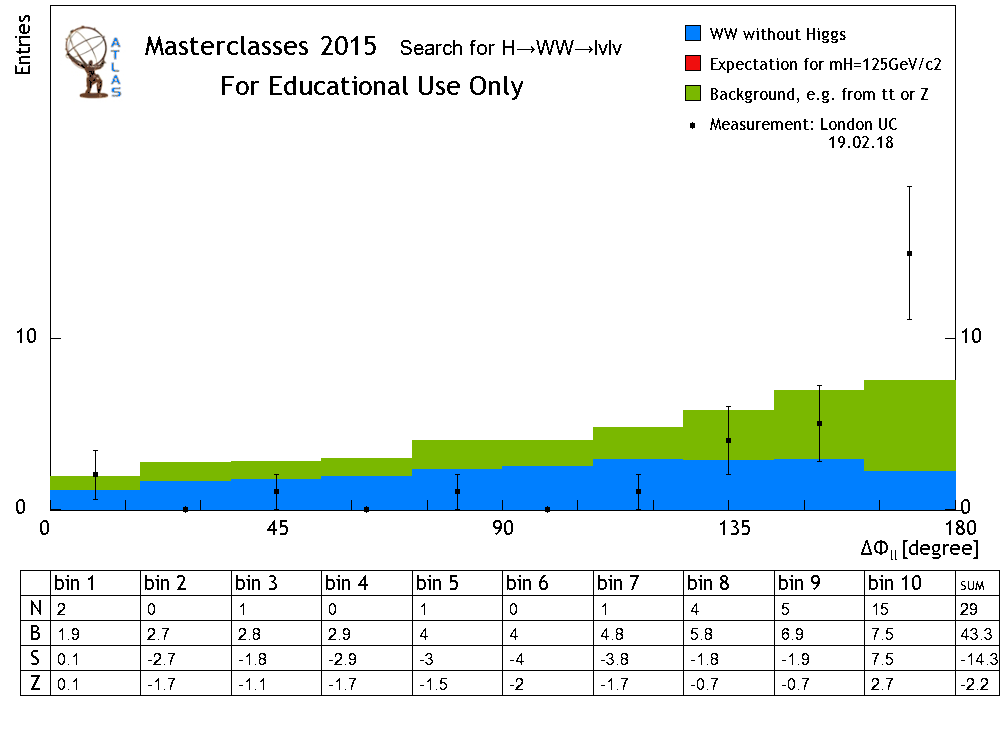 Entries
ATLAS
Masterclasses 2015 Search for H→WW→lνlν
For Educational Use Only
WW without Higgs
Expectation for mH=125GeV/c2
Background, e.g. from tt or Z
Measurement: London UC
19.02.18
10 10
0 0
0 45 90 135 180
ΔΦll [degree]
bin 1 bin 2 bin 3 bin 4 bin 5 bin 6 bin 7 bin 8 bin 9 bin 10 SUM
N 2 0 1 0 1 0 1 4 5 15 29
B 1.9 2.7 2.8 2.9 4 4 4.8 5.8 6.9 7.5 43.3
S 0.1 -2.7 -1.8 -2.9 -3 -4 -3.8 -1.8 -1.9 7.5 -14.3
Z 0.1 -1.7 -1.1 -1.7 -1.5 -2 -1.7 -0.7 -0.7 2.7 -2.2